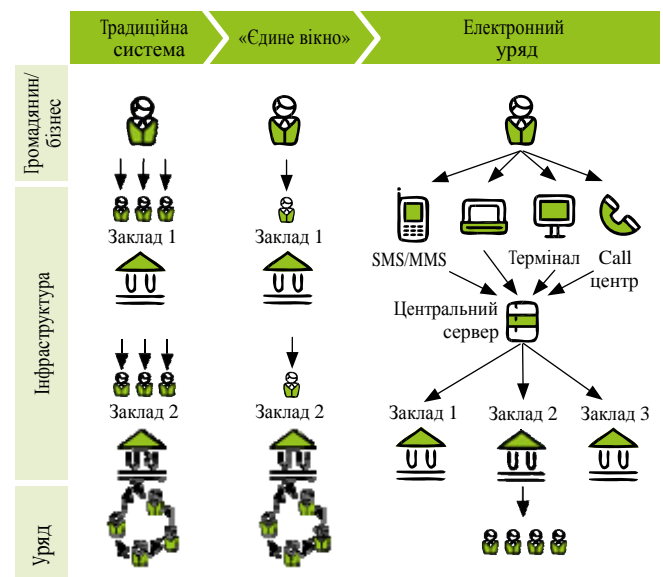 Традиційна
система
«Єдине вікно»
Електронний
уряд
Громадянин/
бізнес
Інфраструктура
Уряд
Заклад 1
Заклад 2
Заклад 1
Заклад 2
SMS/MMS
Термінал
Call
центр
Центральний
сервер
Заклад 1
Заклад 2
Заклад 3